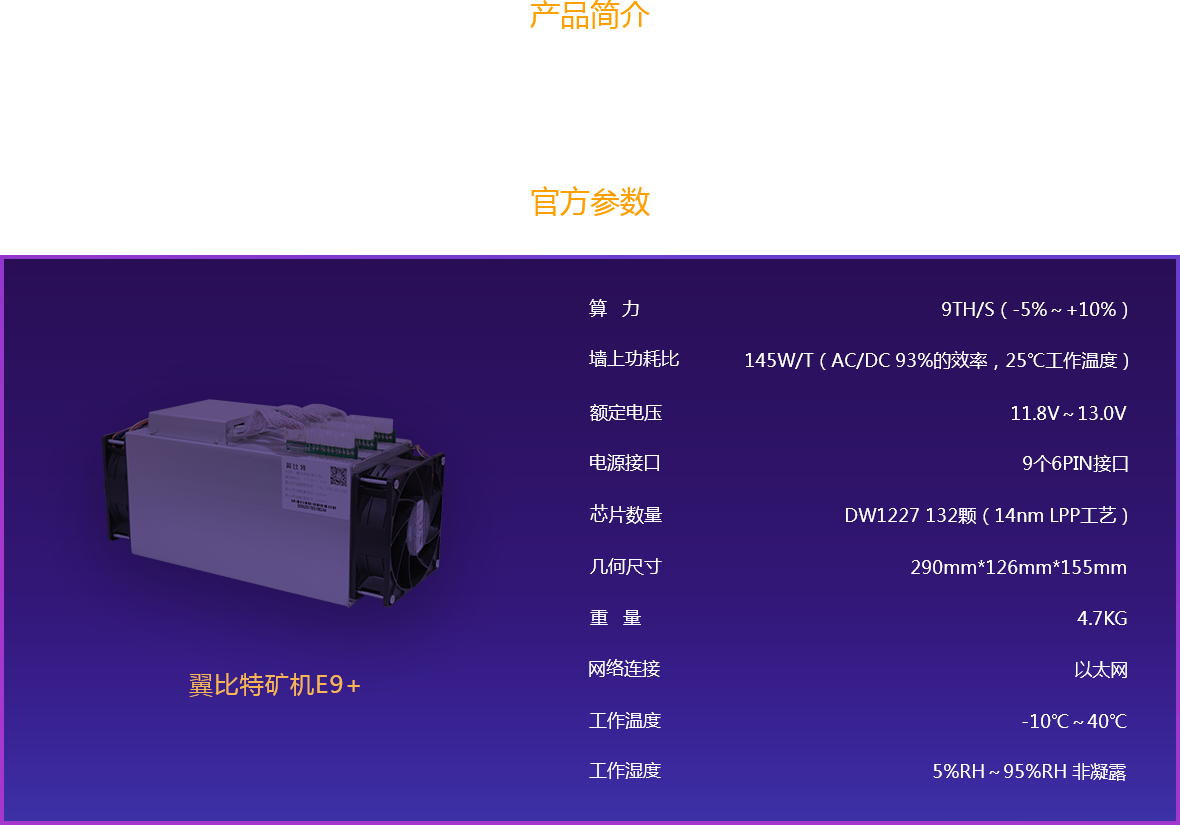 产品简介
官方参数
算 力 9TH/S ( -5%～+10% )
墙上功耗比 145W/T ( AC/DC 93%的效率，25℃工作温度 )
额定电压 11.8V～13.0V
电源接口 9个6PIN接口
芯片数量 DW1227 132颗 ( 14nm LPP工艺 )
几何尺寸 290mm*126mm*155mm
重 量 4.7KG
网络连接 以太网
工作温度 -10℃～40℃
工作湿度 5%RH～95%RH 非凝露
翼比特
翼比特矿机E9+